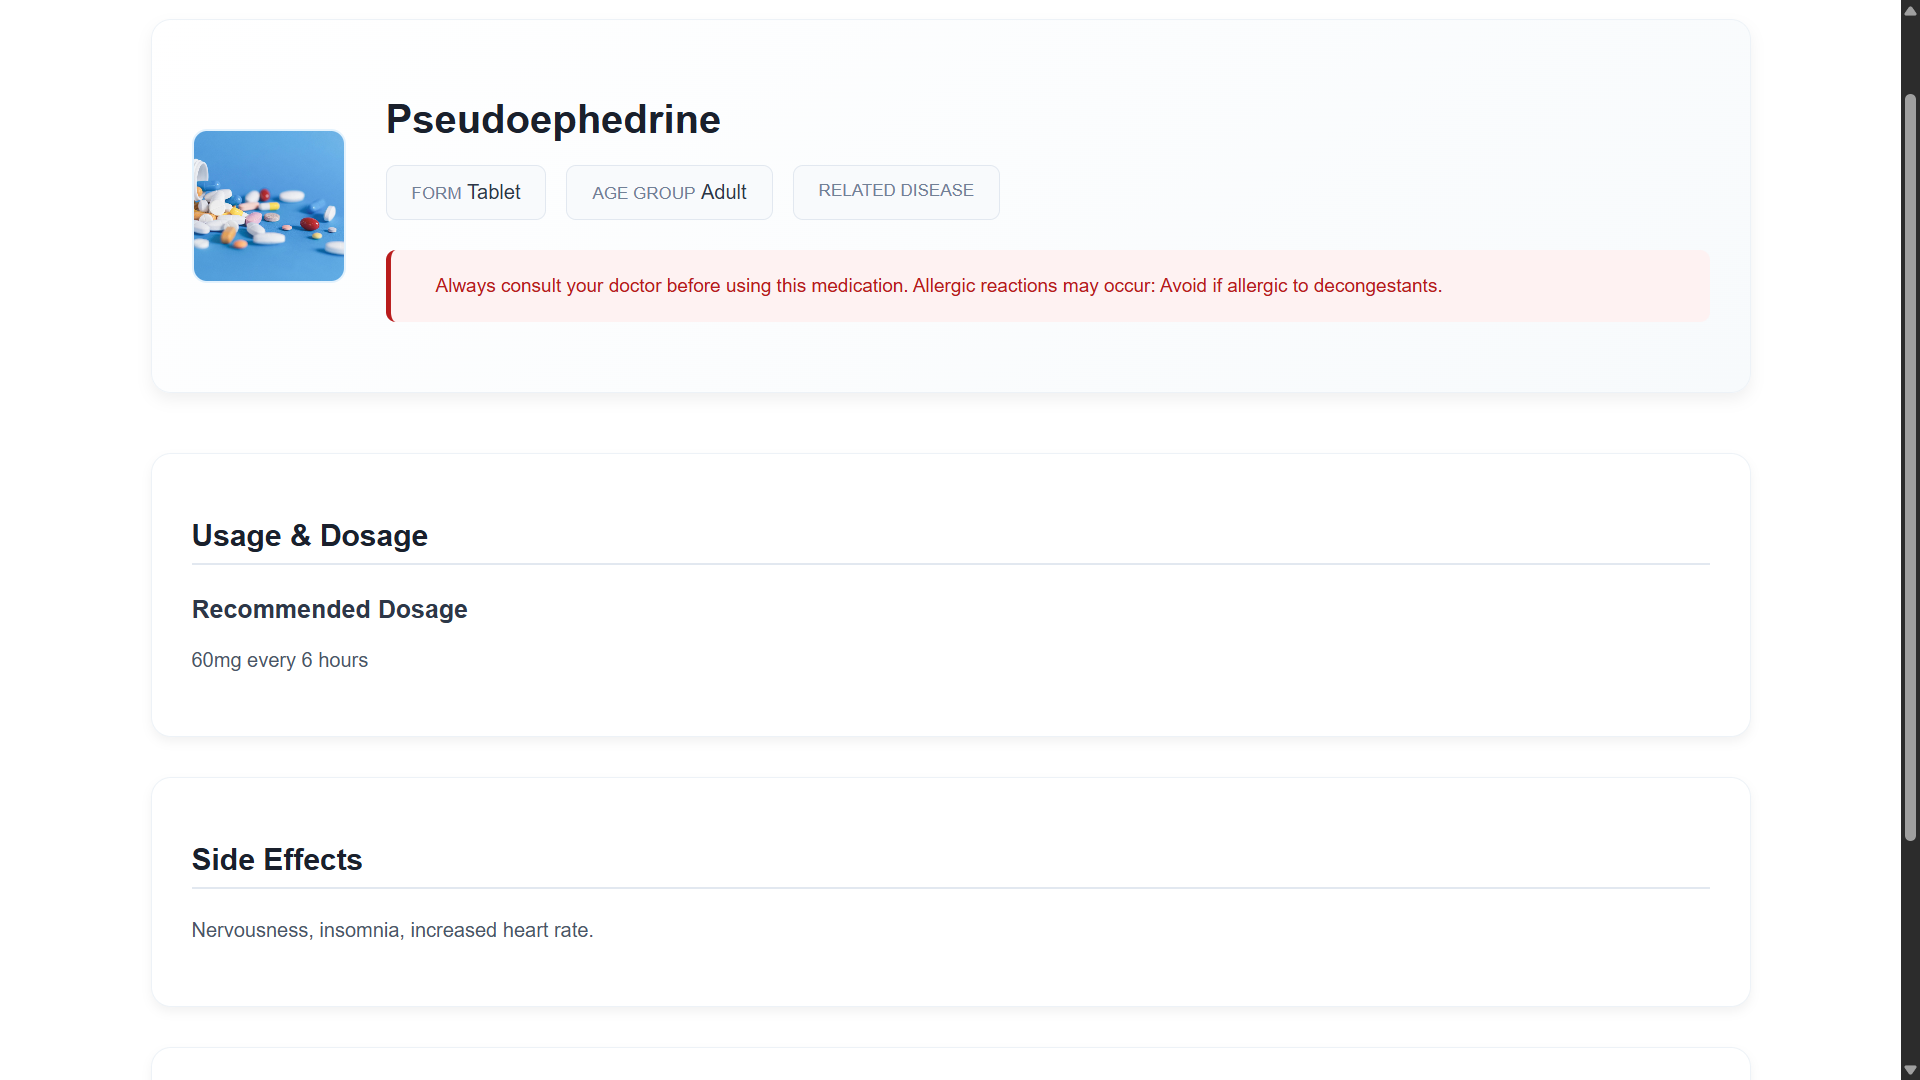 Pseudoephedrine
FORM Tablet
AGE GROUP Adult
RELATED DISEASE
Always consult your doctor before using this medication. Allergic reactions may occur: Avoid if allergic to decongestants.
Usage & Dosage
Recommended Dosage
60mg every 6 hours
Side Effects
Nervousness, insomnia, increased heart rate.